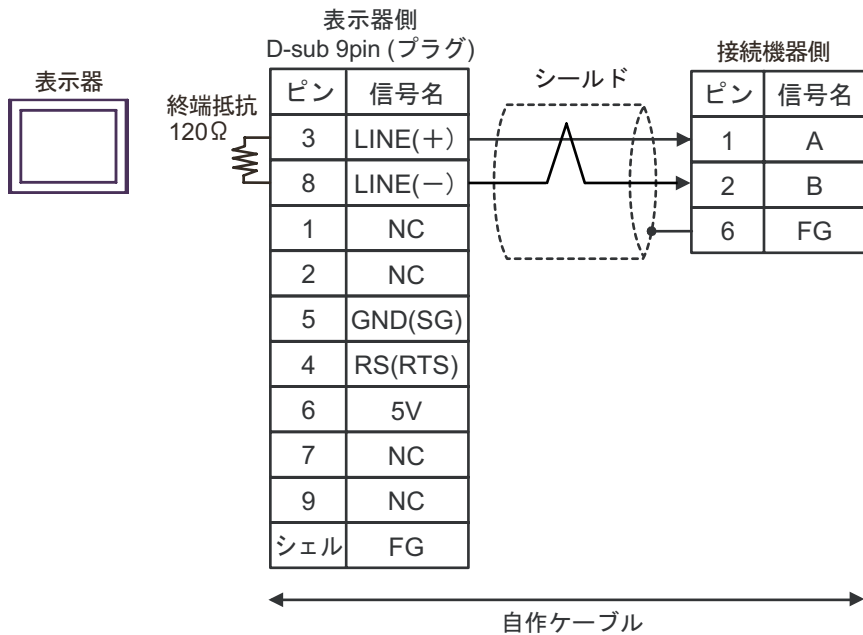 表示器側
D-sub 9pin (プラグ)
接続機器側
表示器
終端抵抗
120Ω
シールド
ピン 信号名
3 LINE(＋)
8 LINE(－)
1 NC
2 NC
5 GND(SG)
4 RS(RTS)
6 5V
7 NC
9 NC
シェル FG
ピン 信号名
1 A
2 B
6 FG
自作ケーブル